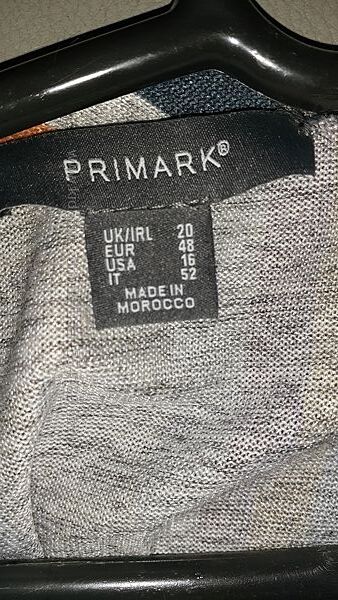 PRIMARK®
UK/IRL 20
EUR 48
USA 16
IT 52
MADE IN
MOROCCO